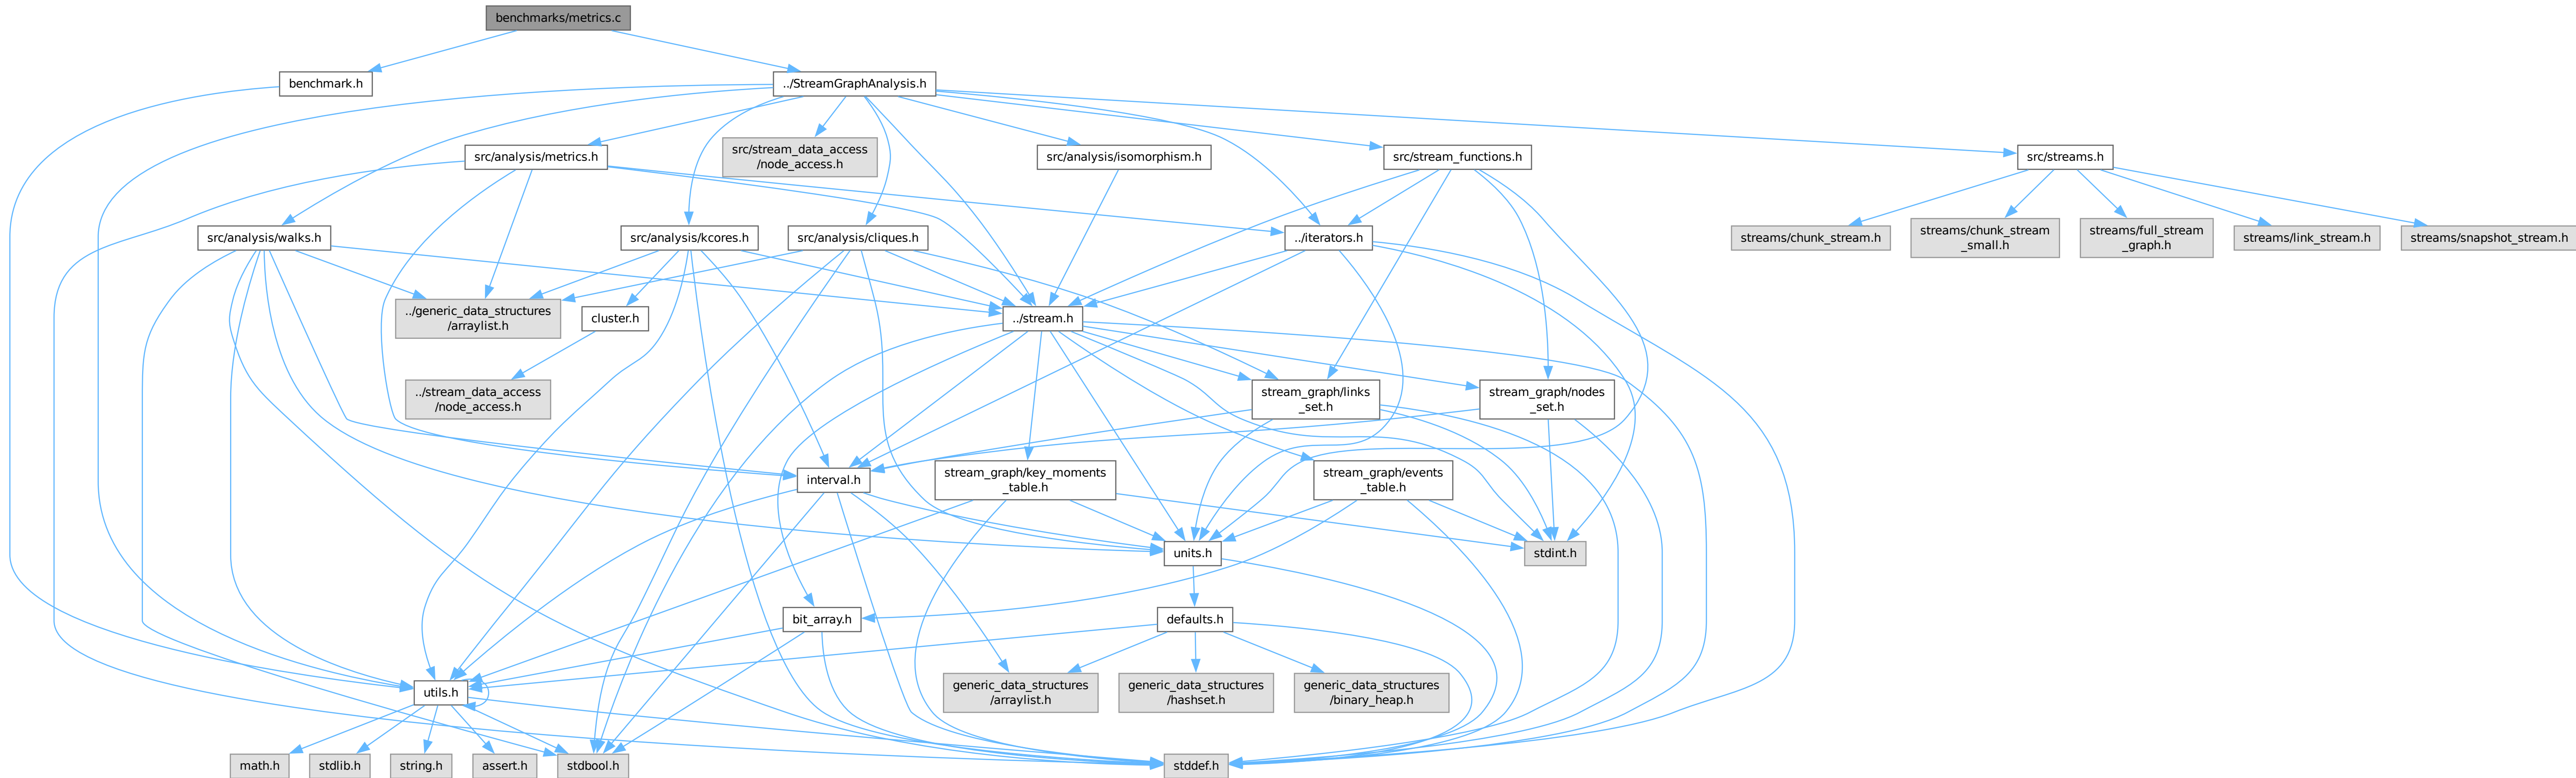 benchmarks/metrics.c
benchmark.h
../StreamGraphAnalysis.h
src/analysis/metrics.h
src/stream_data_access
/node_access.h
src/analysis/isomorphism.h
src/stream_functions.h
src/streams.h
src/analysis/walks.h
src/analysis/kcores.h
src/analysis/cliques.h
../iterators.h
streams/chunk_stream.h
streams/chunk_stream
_small.h
streams/full_stream
_graph.h
streams/link_stream.h
streams/snapshot_stream.h
../generic_data_structures
/arraylist.h
cluster.h
../stream.h
../stream_data_access
/node_access.h
stream_graph/links
_set.h
stream_graph/nodes
_set.h
interval.h
stream_graph/key_moments
_table.h
stream_graph/events
_table.h
units.h
stdint.h
bit_array.h
defaults.h
utils.h
generic_data_structures
/arraylist.h
generic_data_structures
/hashset.h
generic_data_structures
/binary_heap.h
math.h
stdlib.h
string.h
assert.h
stdbool.h
stddef.h